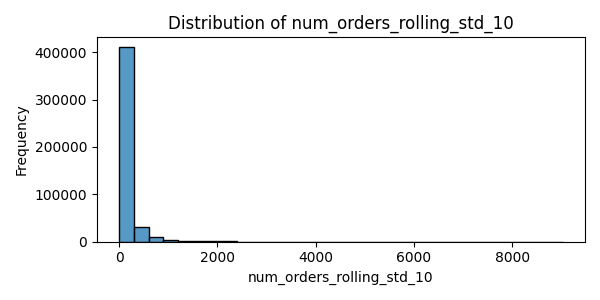 Distribution of num_orders_rolling_std_10
400000
300000
200000
100000
0
Frequency
0 2000 4000 6000 8000
num_orders_rolling_std_10